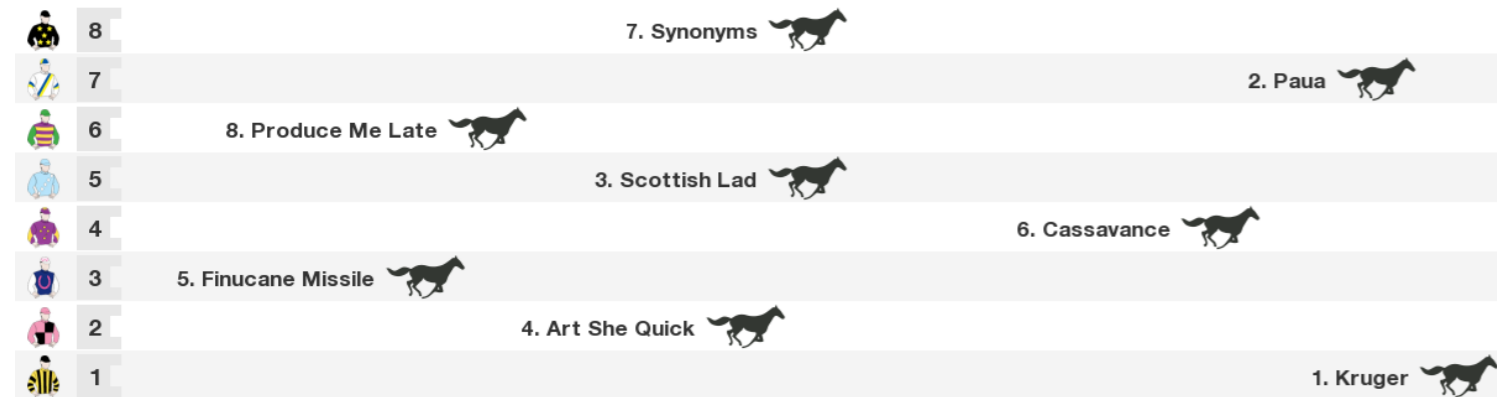 8 7. Synonyms
7 2. Paua
6 8. Produce Me Late
5 3. Scottish Lad
4 6. Cassavance
3 5. Finucane Missile
2 4. Art She Quick
1 1. Kruger